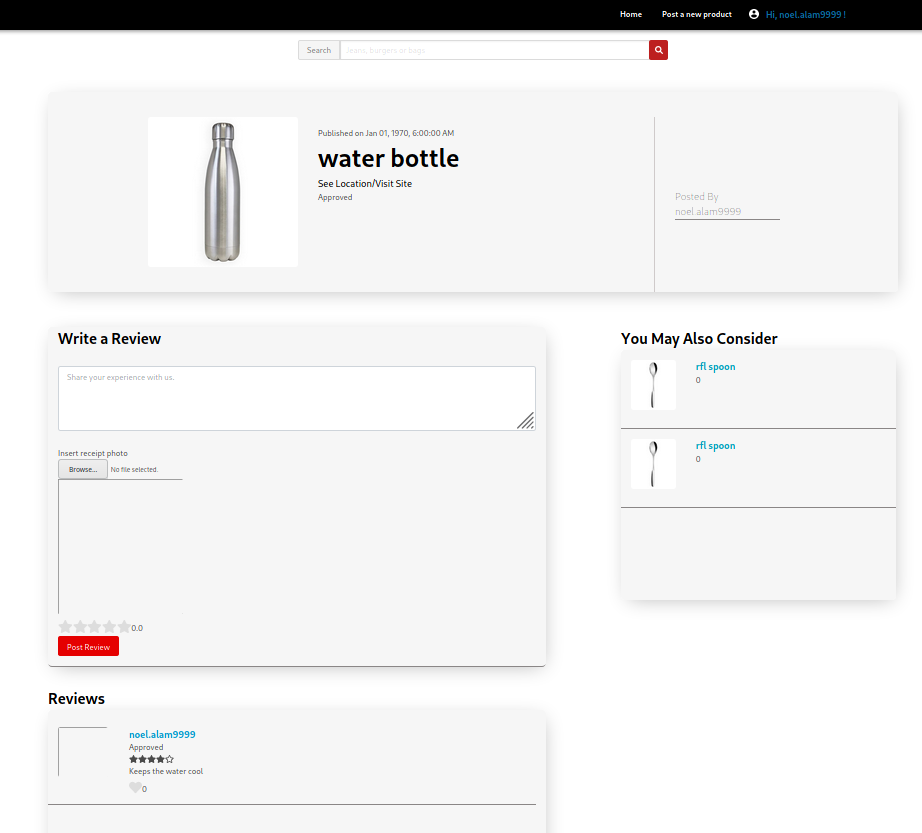 Home Post a new product Hi, noel.alam9999 !
Search jeans, burgers or bags
Published on Jan 01, 1970, 6:00:00 AM
water bottle
See Location/Visit Site
Approved
Posted By
noel.alam9999
Write a Review
Share your experience with us.
Insert receipt photo
Browse... No file selected.
0.0
Post Review
You May Also Consider
rfl spoon
0
rfl spoon
0
Reviews
noel.alam9999
Approved
Keeps the water cool
0